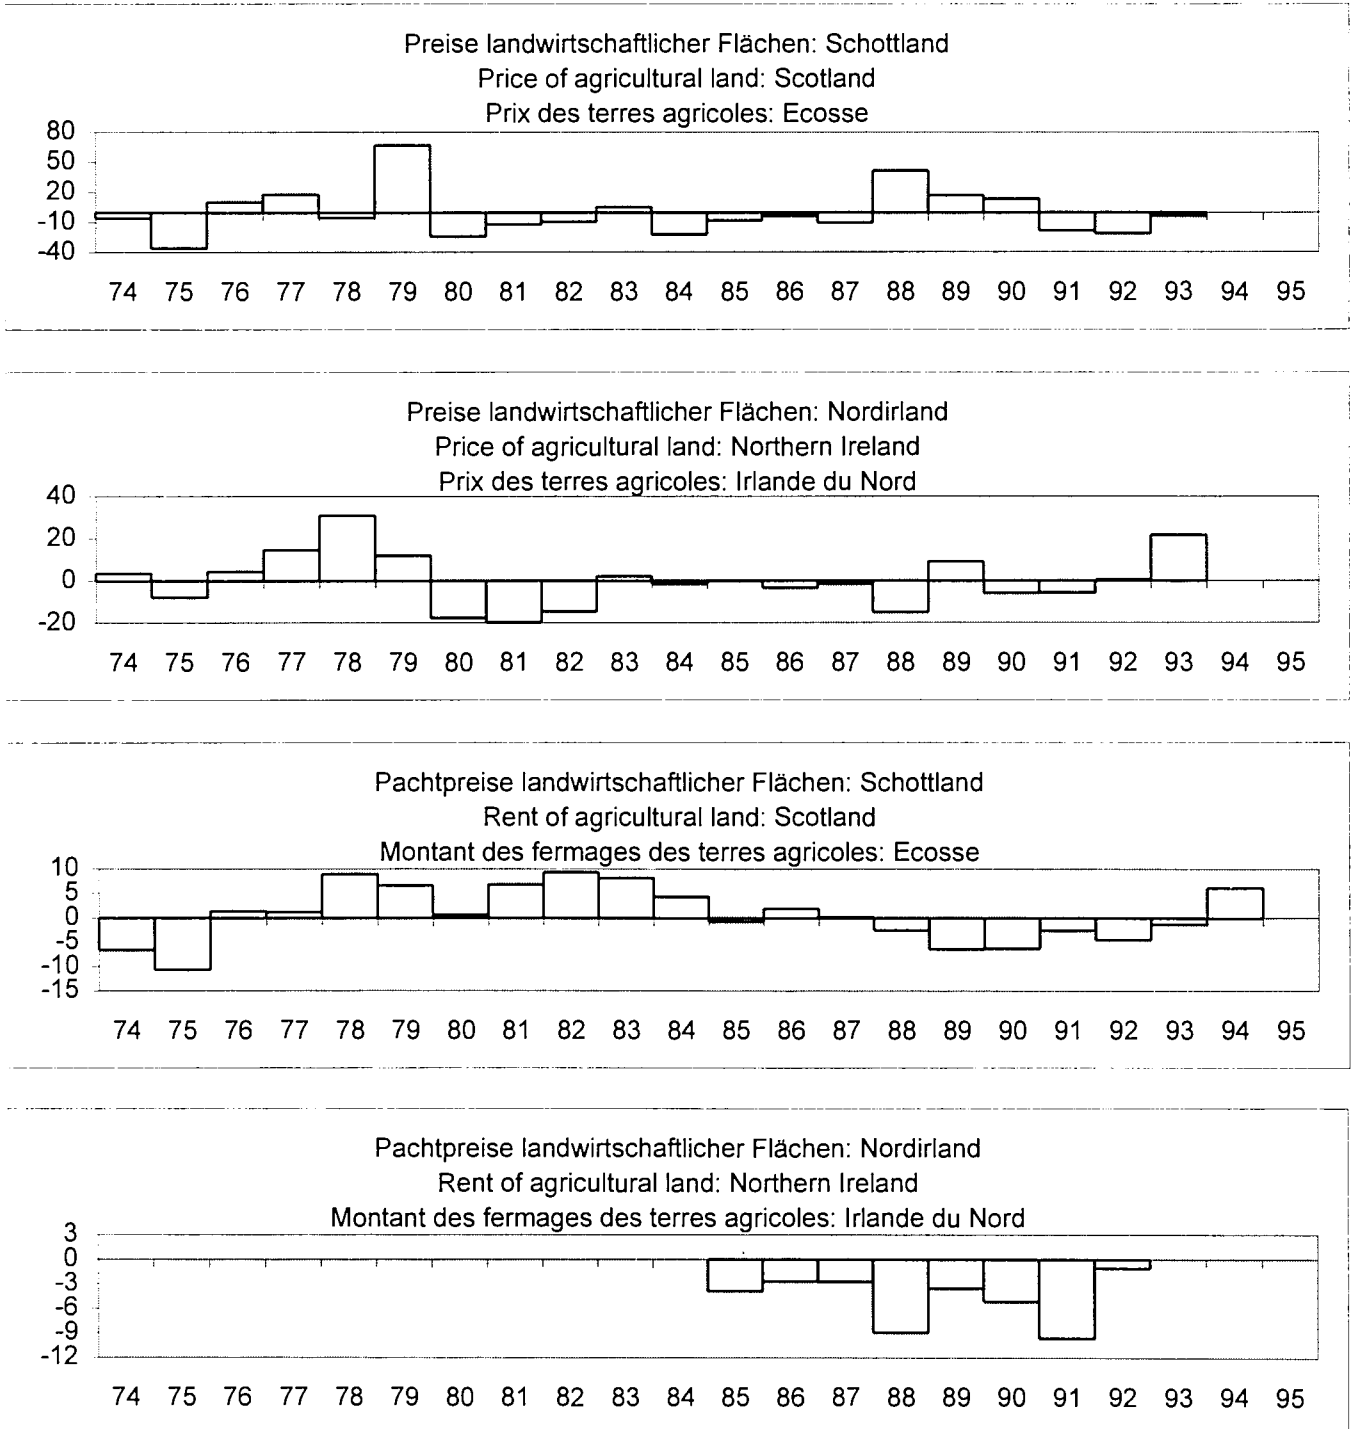 Preise landwirtschaftlicher Flächen: Schottland
Price of agricultural land: Scotland
Prix des terres agricoles: Ecosse
80
50
20
-10
-40
74 75 76 77 78 79 80 81 82 83 84 85 86 87 88 89 90 91 92 93 94 95
Preise landwirtschaftlicher Flächen: Nordirland
Price of agricultural land: Northern Ireland
Prix des terres agricoles: Irlande du Nord
40
20
0
-20
74 75 76 77 78 79 80 81 82 83 84 85 86 87 88 89 90 91 92 93 94 95
Pachtpreise landwirtschaftlicher Flächen: Schottland
Rent of agricultural land: Scotland
Montant des fermages des terres agricoles: Ecosse
10
5
0
-5
-10
-15
74 75 76 77 78 79 80 81 82 83 84 85 86 87 88 89 90 91 92 93 94 95
Pachtpreise landwirtschaftlicher Flächen: Nordirland
Rent of agricultural land: Northern Ireland
Montant des fermages des terres agricoles: Irlande du Nord
3
0
-3
-6
-9
-12
74 75 76 77 78 79 80 81 82 83 84 85 86 87 88 89 90 91 92 93 94 95